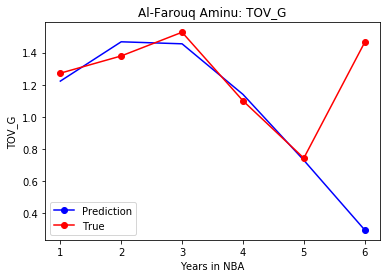 Al-Farouq Aminu: TOV_G
TOV_G
1.4
1.2
1.0
0.8
0.6
0.4
Prediction
True
1 2 3 4 5 6
Years in NBA